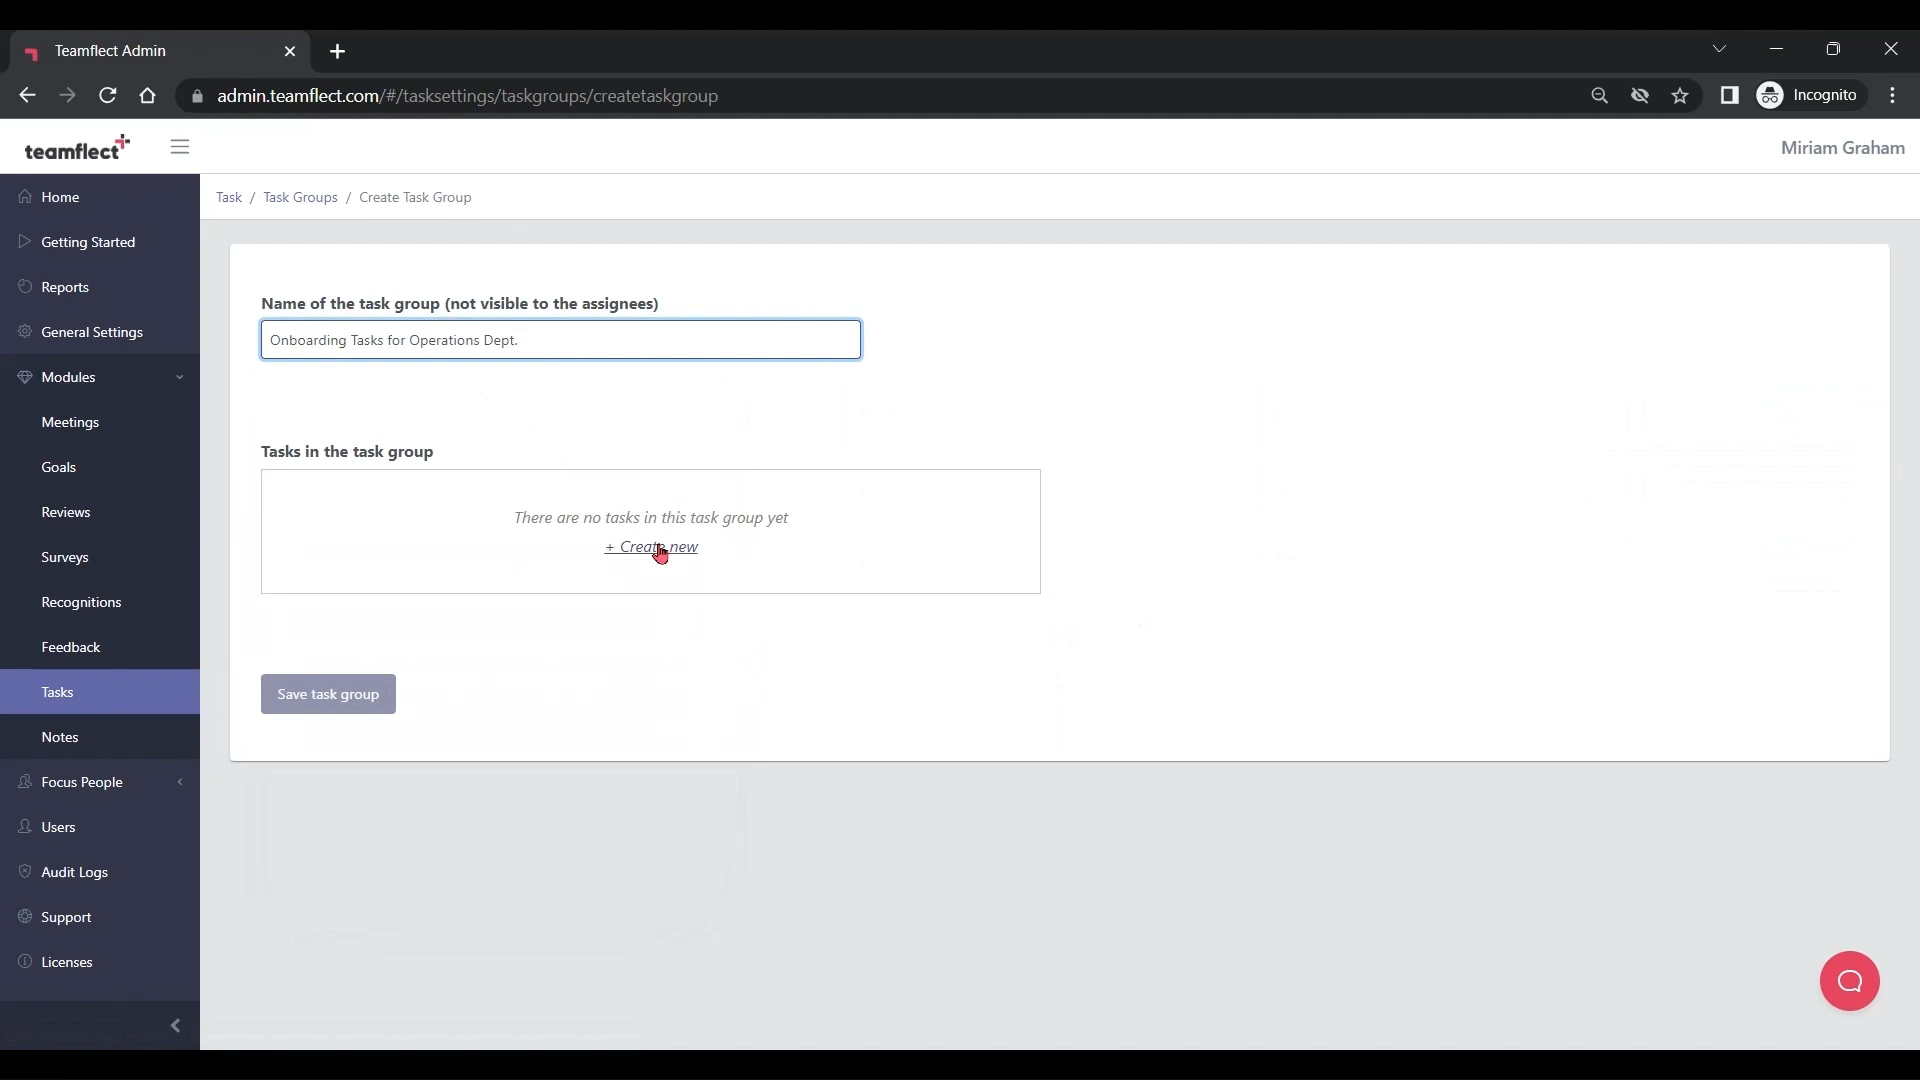 Teamflect Admin
admin.teamflect.com/#/tasksettings/taskgroups/createtaskgroup
Incognito
teamflect
Miriam Graham
Home
Task / Task Groups / Create Task Group
Getting Started
Reports
General Settings
Modules
Meetings
Goals
Reviews
Surveys
Recognitions
Feedback
Tasks
Notes
Focus People
Users
Audit Logs
Support
Licenses
Name of the task group (not visible to the assignees)
Onboarding Tasks for Operations Dept.
Tasks in the task group
There are no tasks in this task group yet
+ Create new
Save task group